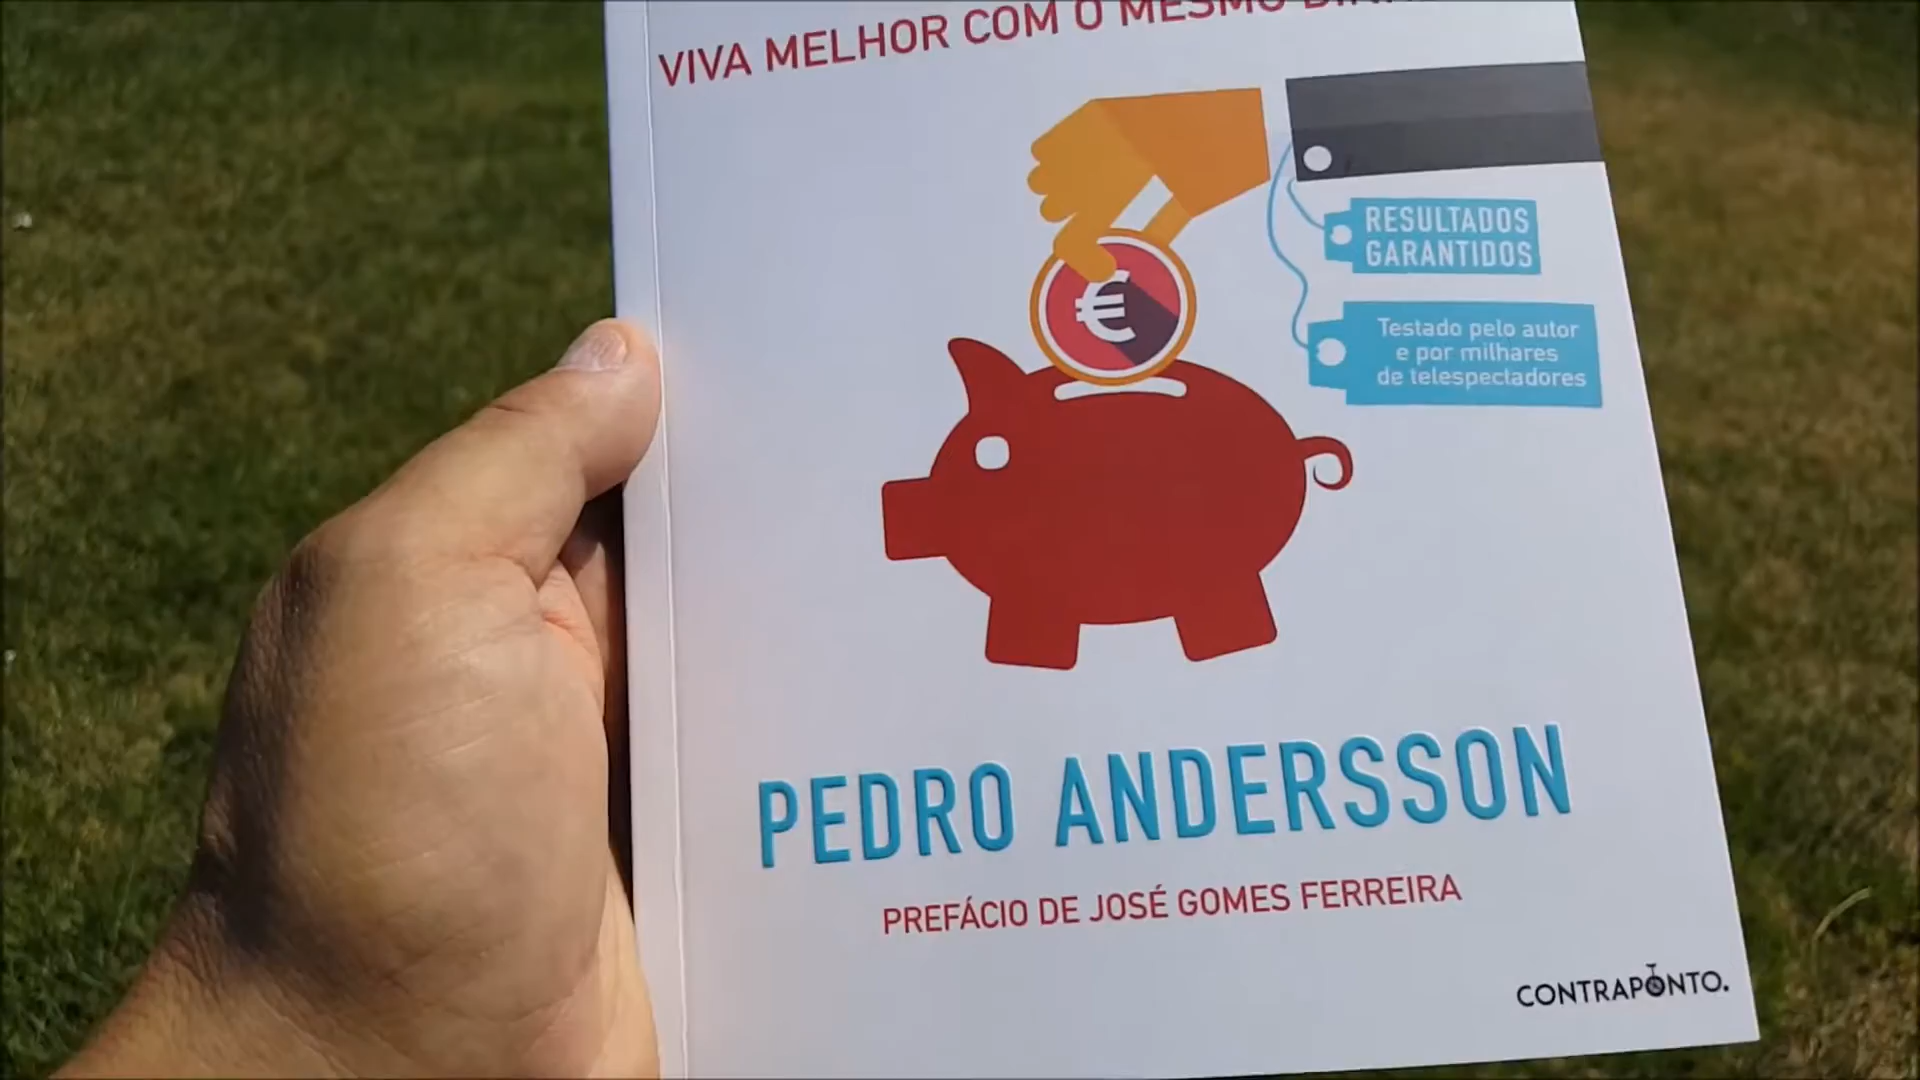 VIVA MELHOR COM O MESMO
RESULTADOS
GARANTIDOS
Testado pelo autor
e por milhares
de telespectadores
€
PEDRO ANDERSSON
PREFÁCIO DE JOSÉ GOMES FERREIRA
CONTRAPONTO.